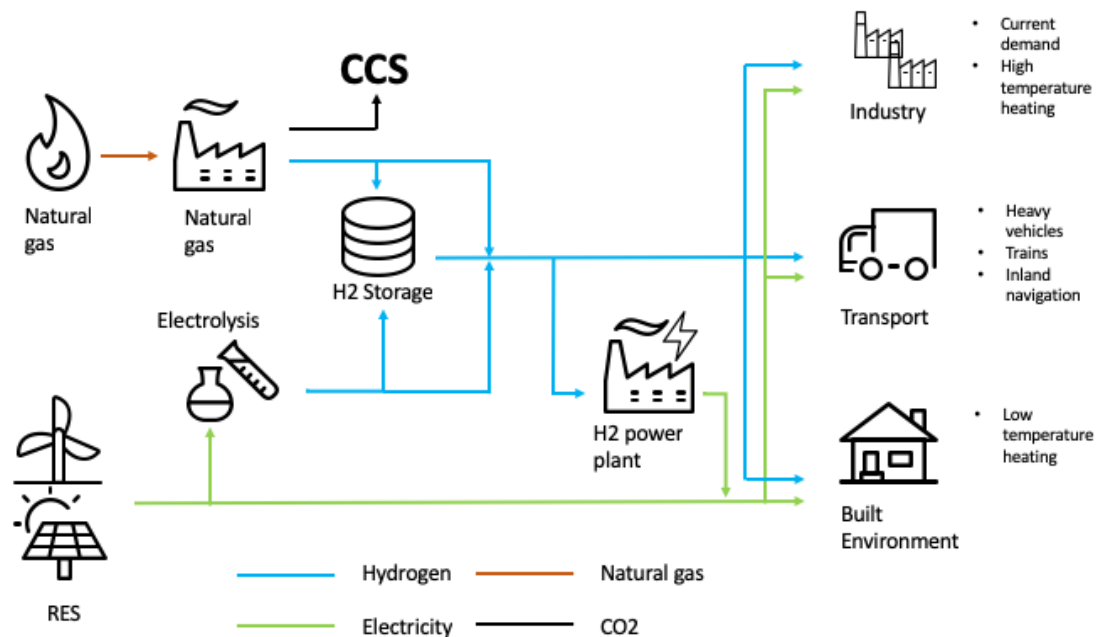 CCS
Natural
gas
Natural
gas
H2 Storage
Electrolysis
H2 power
plant
RES
Industry
• Current
demand
• High
temperature
heating
Transport
• Heavy
vehicles
• Trains
• Inland
navigation
Built
Environment
• Low
temperature
heating
Hydrogen
Natural gas
Electricity
CO2